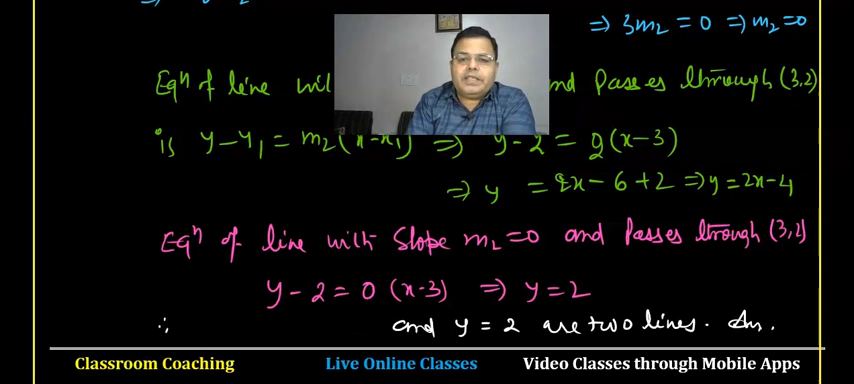 ⇒ 3m₂ = 0 ⇒ m₂ = 0
Eqⁿ of line nd Passes through (3,2)
is y − y₁ = m₂(x − x₁) ⇒ y − 2 = 2(x − 3)
⇒ y = 2x − 6 + 2 ⇒ y = 2x − 4
Eqⁿ of line with Slope m₂ = 0 and Passes through (3,2)
y − 2 = 0 (x − 3) ⇒ y = 2
∴ and y = 2 are two lines. An.
Classroom Coaching Live Online Classes Video Classes through Mobile Apps